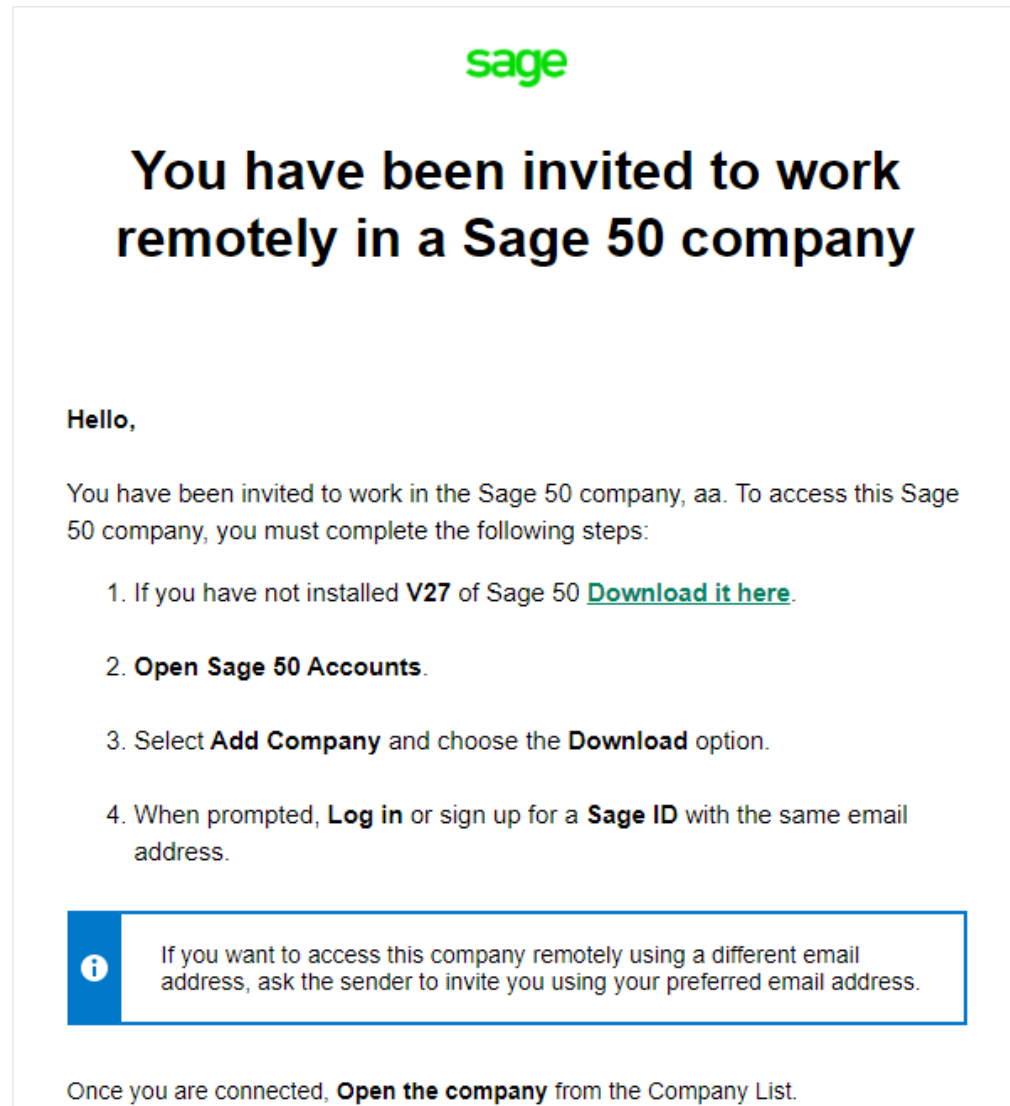 sage
You have been invited to work
remotely in a Sage 50 company
Hello,
You have been invited to work in the Sage 50 company, aa. To access this Sage
50 company, you must complete the following steps:
1. If you have not installed V27 of Sage 50 Download it here.
2. Open Sage 50 Accounts.
3. Select Add Company and choose the Download option.
4. When prompted, Log in or sign up for a Sage ID with the same email
address.
If you want to access this company remotely using a different email
address, ask the sender to invite you using your preferred email address.
Once you are connected, Open the company from the Company List.